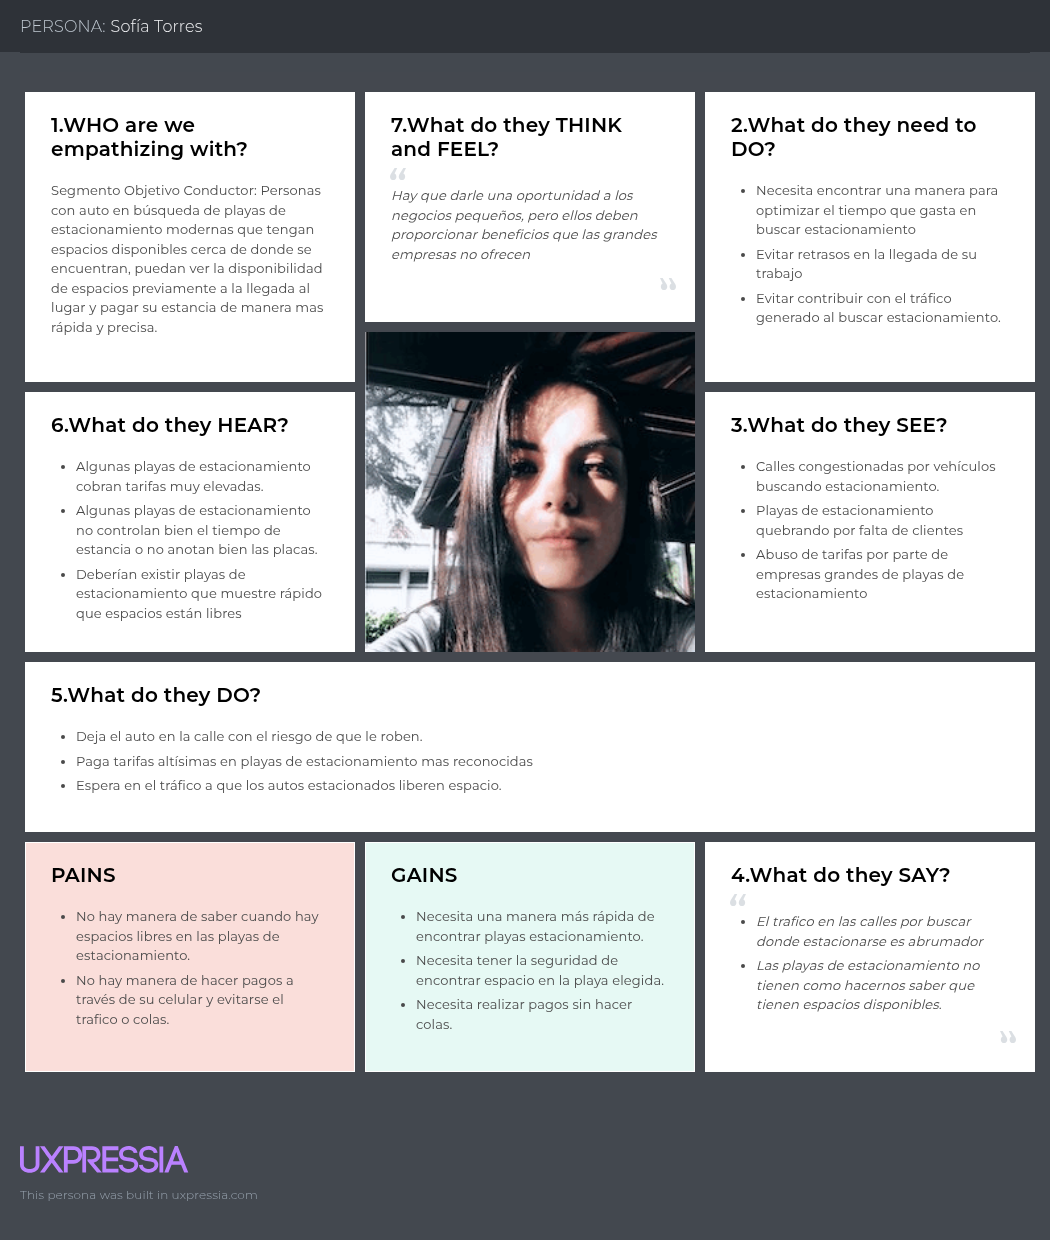 PERSONA: Sofía Torres
1.WHO are we
empathizing with?
Segmento Objetivo Conductor: Personas
con auto en búsqueda de playas de
estacionamiento modernas que tengan
espacios disponibles cerca de donde se
encuentran, puedan ver la disponibilidad
de espacios previamente a la llegada al
lugar y pagar su estancia de manera mas
rápida y precisa.
7.What do they THINK
and FEEL?
“
Hay que darle una oportunidad a los
negocios pequeños, pero ellos deben
proporcionar beneficios que las grandes
empresas no ofrecen
”
2.What do they need to
DO?
• Necesita encontrar una manera para
optimizar el tiempo que gasta en
buscar estacionamiento
• Evitar retrasos en la llegada de su
trabajo
• Evitar contribuir con el tráfico
generado al buscar estacionamiento.
6.What do they HEAR?
• Algunas playas de estacionamiento
cobran tarifas muy elevadas.
• Algunas playas de estacionamiento
no controlan bien el tiempo de
estancia o no anotan bien las placas.
• Deberían existir playas de
estacionamiento que muestre rápido
que espacios están libres
3.What do they SEE?
• Calles congestionadas por vehículos
buscando estacionamiento.
• Playas de estacionamiento
quebrando por falta de clientes
• Abuso de tarifas por parte de
empresas grandes de playas de
estacionamiento
5.What do they DO?
• Deja el auto en la calle con el riesgo de que le roben.
• Paga tarifas altísimas en playas de estacionamiento mas reconocidas
• Espera en el tráfico a que los autos estacionados liberen espacio.
PAINS
• No hay manera de saber cuando hay
espacios libres en las playas de
estacionamiento.
• No hay manera de hacer pagos a
través de su celular y evitarse el
trafico o colas.
GAINS
• Necesita una manera más rápida de
encontrar playas estacionamiento.
• Necesita tener la seguridad de
encontrar espacio en la playa elegida.
• Necesita realizar pagos sin hacer
colas.
4.What do they SAY?
“
• El trafico en las calles por buscar
donde estacionarse es abrumador
• Las playas de estacionamiento no
tienen como hacernos saber que
tienen espacios disponibles.
”
UXPRESSIA
This persona was built in uxpressia.com